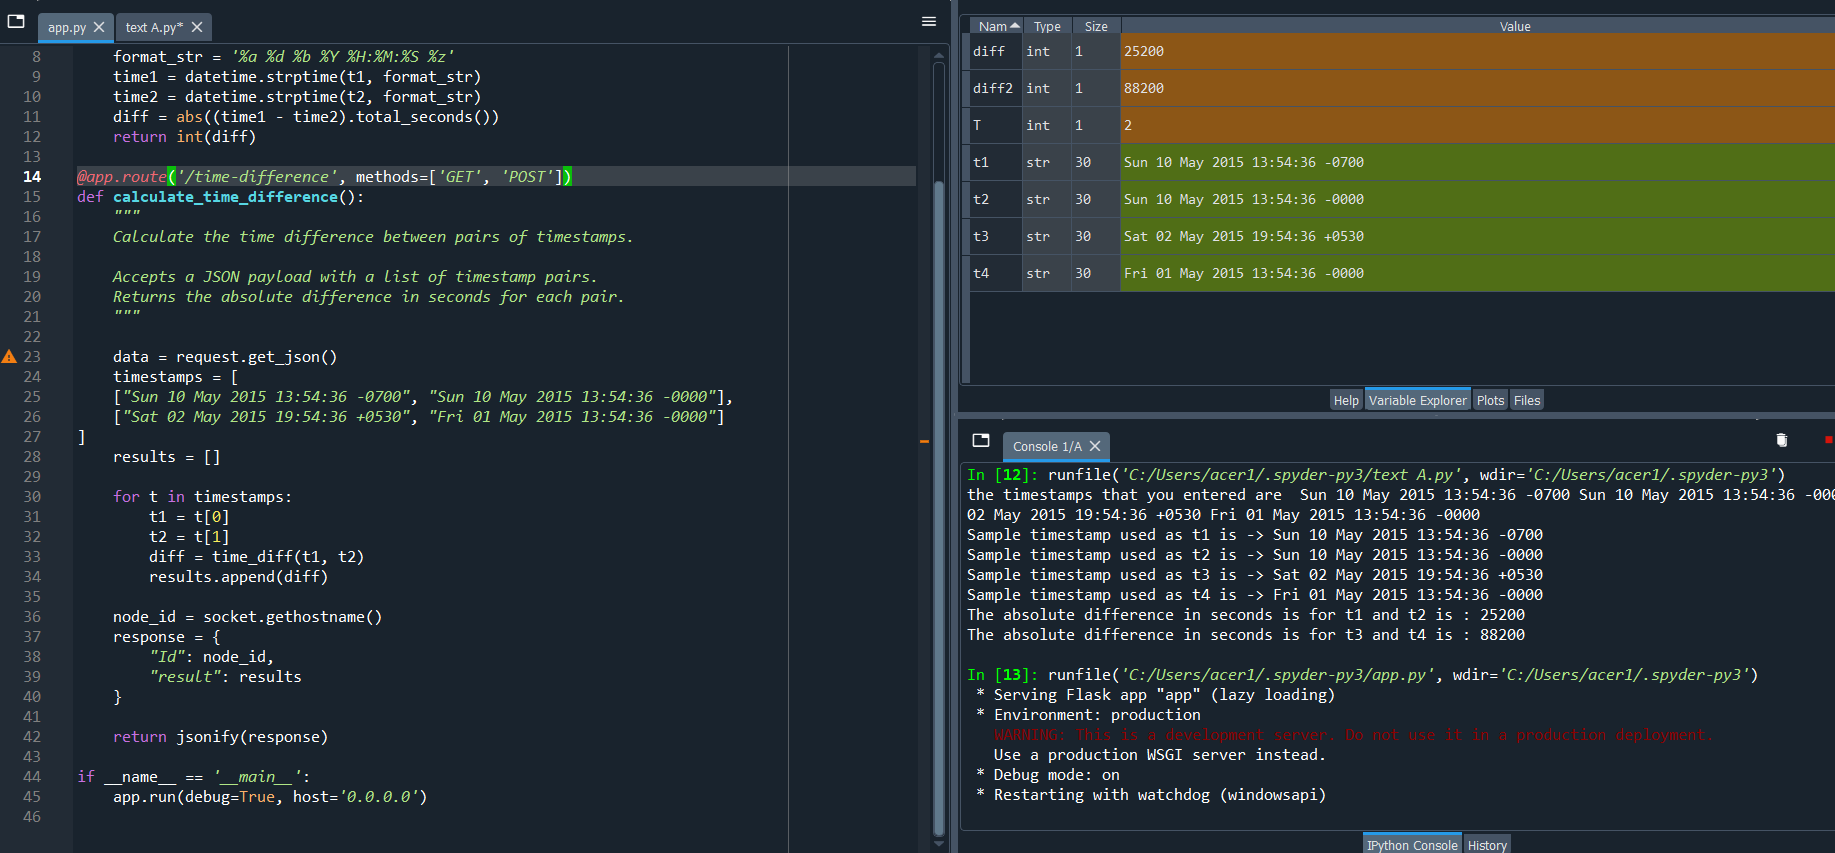 app.py
text A.py*
8 format_str = '%a %d %b %Y %H:%M:%S %z'
9 time1 = datetime.strptime(t1, format_str)
10 time2 = datetime.strptime(t2, format_str)
11 diff = abs((time1 - time2).total_seconds())
12 return int(diff)
13
14 @app.route('/time-difference', methods=['GET', 'POST'])
15 def calculate_time_difference():
16 """
17 Calculate the time difference between pairs of timestamps.
18
19 Accepts a JSON payload with a list of timestamp pairs.
20 Returns the absolute difference in seconds for each pair.
21 """
22
23 data = request.get_json()
24 timestamps = [
25 ["Sun 10 May 2015 13:54:36 -0700", "Sun 10 May 2015 13:54:36 -0000"],
26 ["Sat 02 May 2015 19:54:36 +0530", "Fri 01 May 2015 13:54:36 -0000"]
27 ]
28 results = []
29
30 for t in timestamps:
31 t1 = t[0]
32 t2 = t[1]
33 diff = time_diff(t1, t2)
34 results.append(diff)
35
36 node_id = socket.gethostname()
37 response = {
38 "Id": node_id,
39 "result": results
40 }
41
42 return jsonify(response)
43
44 if __name__ == '__main__':
45 app.run(debug=True, host='0.0.0.0')
46
Nam Type Size Value
diff int 1 25200
diff2 int 1 88200
T int 1 2
t1 str 30 Sun 10 May 2015 13:54:36 -0700
t2 str 30 Sun 10 May 2015 13:54:36 -0000
t3 str 30 Sat 02 May 2015 19:54:36 +0530
t4 str 30 Fri 01 May 2015 13:54:36 -0000
Help Variable Explorer Plots Files
Console 1/A
In [12]: runfile('C:/Users/acer1/.spyder-py3/text A.py', wdir='C:/Users/acer1/.spyder-py3')
the timestamps that you entered are  Sun 10 May 2015 13:54:36 -0700 Sun 10 May 2015 13:54:36 -000
02 May 2015 19:54:36 +0530 Fri 01 May 2015 13:54:36 -0000
Sample timestamp used as t1 is -> Sun 10 May 2015 13:54:36 -0700
Sample timestamp used as t2 is -> Sun 10 May 2015 13:54:36 -0000
Sample timestamp used as t3 is -> Sat 02 May 2015 19:54:36 +0530
Sample timestamp used as t4 is -> Fri 01 May 2015 13:54:36 -0000
The absolute difference in seconds is for t1 and t2 is : 25200
The absolute difference in seconds is for t3 and t4 is : 88200
In [13]: runfile('C:/Users/acer1/.spyder-py3/app.py', wdir='C:/Users/acer1/.spyder-py3')
* Serving Flask app "app" (lazy loading)
* Environment: production
WARNING: This is a development server. Do not use it in a production deployment.
Use a production WSGI server instead.
* Debug mode: on
* Restarting with watchdog (windowsapi)
IPython Console History